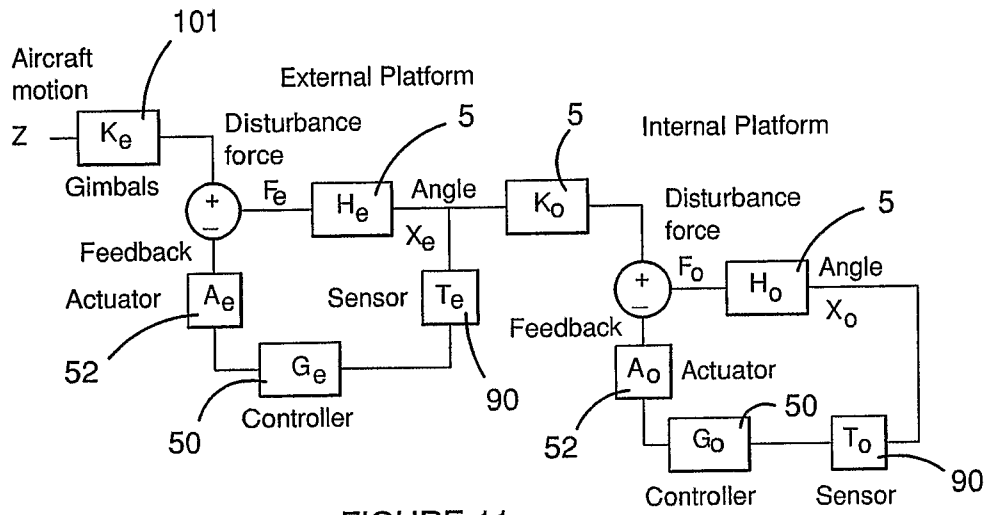 101
Aircraft
motion
Z
Ke
Gimbals
External Platform
Disturbance
force
Fe
5
He
Angle
Xe
+
–
Feedback
Actuator
Ae
52
Sensor
Te
90
Ge
50
Controller
5
Ko
Internal Platform
Disturbance
force
Fo
5
Ho
Angle
Xo
+
–
Feedback
Ao
Actuator
52
50
Go
Controller
To
Sensor
90
FIGURE 11